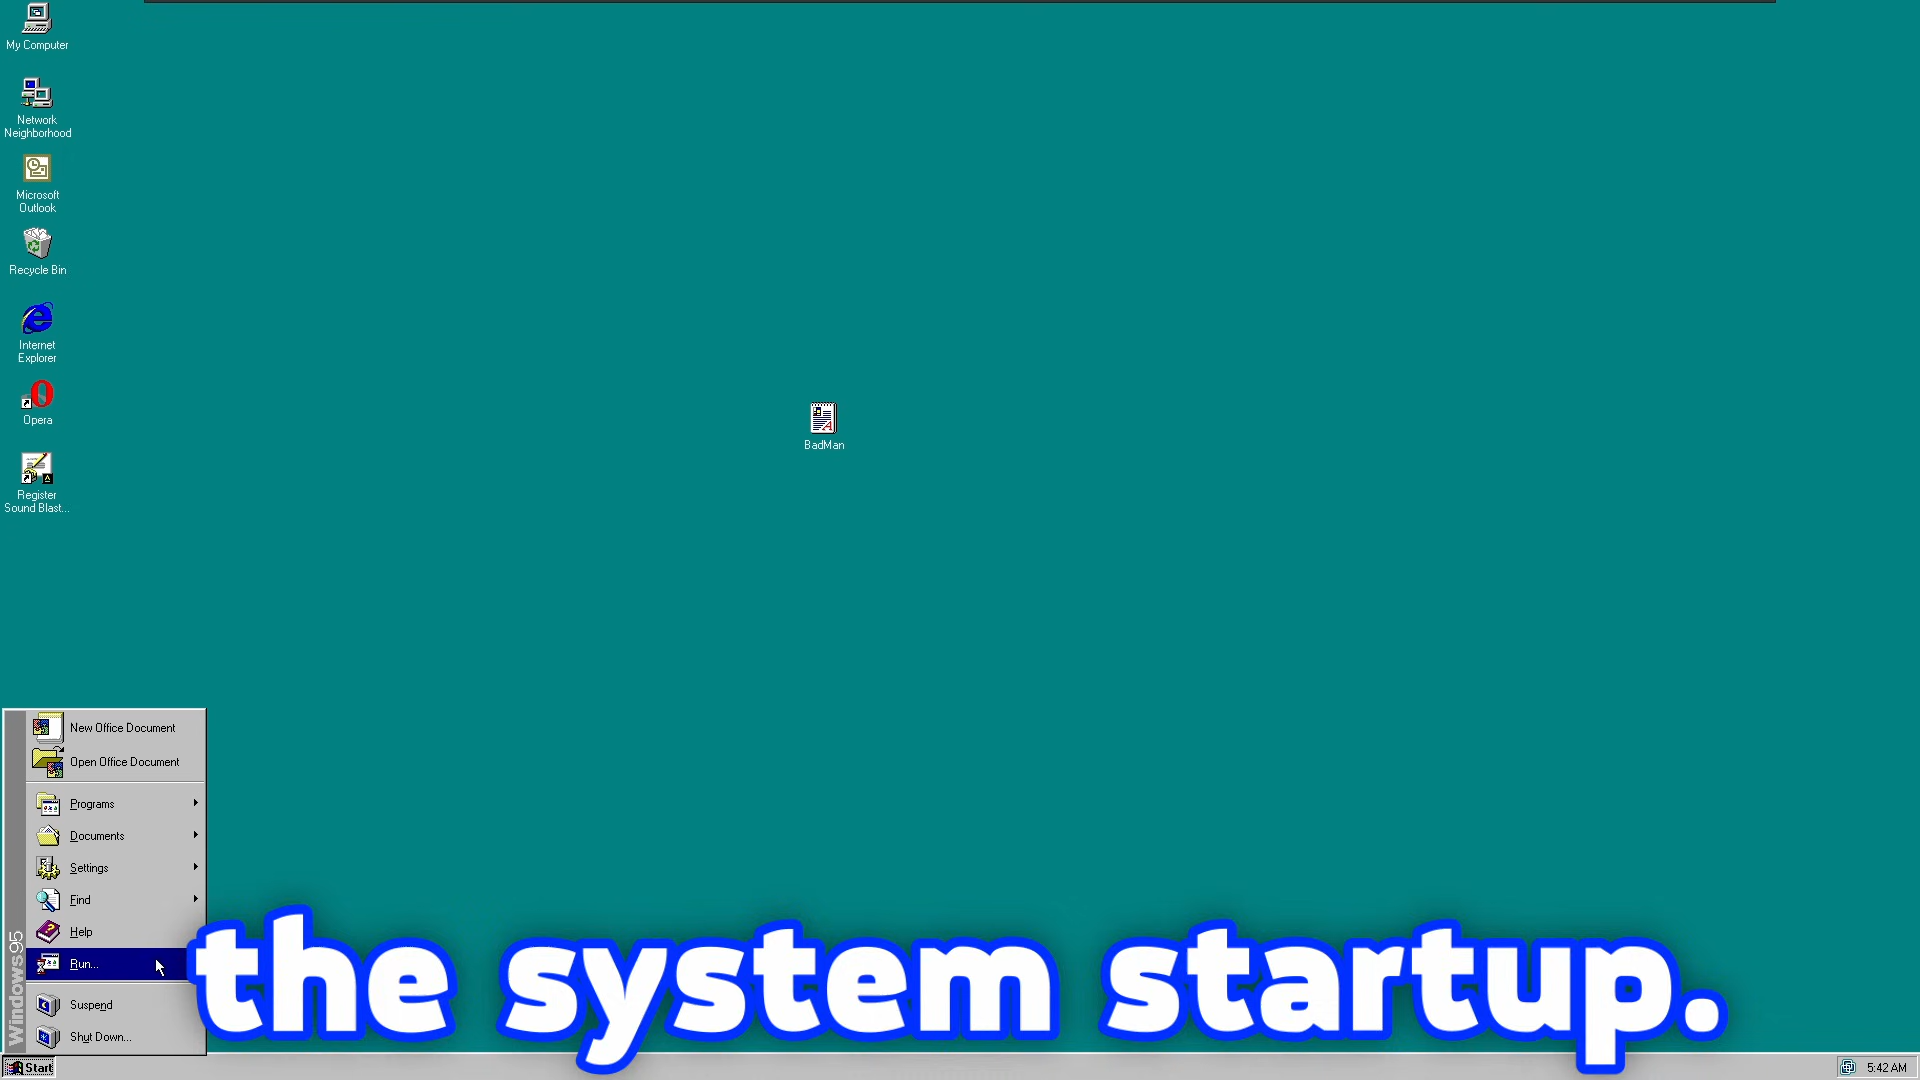 My Computer
Network
Neighborhood
Microsoft
Outlook
Recycle Bin
Internet
Explorer
Opera
Register
Sound Blast...
BadMan
New Office Document
Open Office Document
Programs
Documents
Settings
Find
Help
Run...
Suspend
Shut Down...
Windows95
the system startup.
Start
5:42 AM